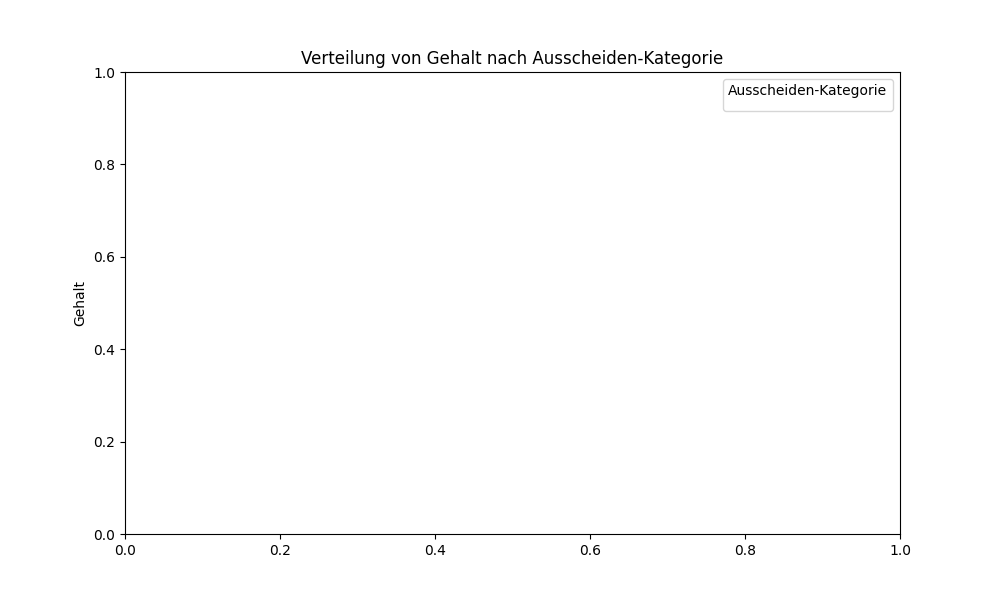 Verteilung von Gehalt nach Ausscheiden-Kategorie
Ausscheiden-Kategorie
1.0
0.8
0.6
0.4
0.2
0.0
Gehalt
0.0 0.2 0.4 0.6 0.8 1.0